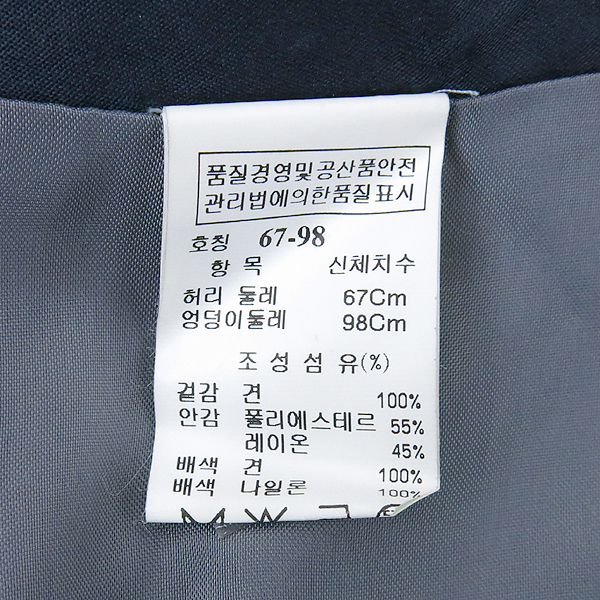 품질경영및공산품안전
관리법에의한품질표시
호칭 67-98
항 목 신체치수
허리 둘레 67Cm
엉덩이둘레 98Cm
조성섬유(%)
겉감 견 100%
안감 폴리에스테르 55%
레이온 45%
배색 견 100%
배색 나일론 100%